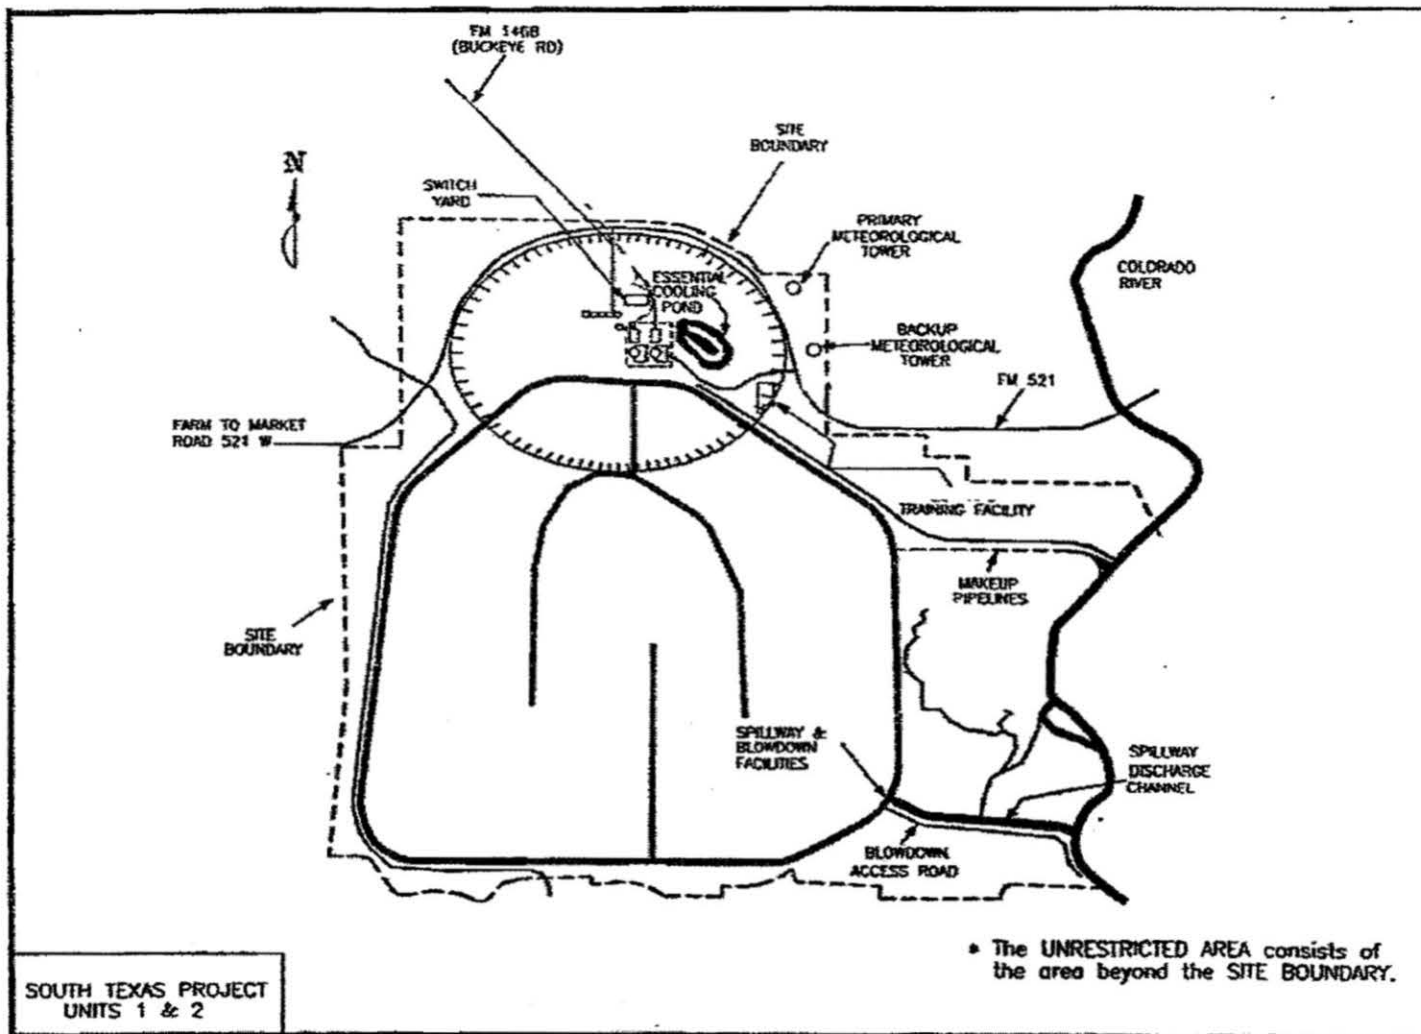 FM 1468
(BUCKEYE RD)
SITE
BOUNDARY
N
SWITCH
YARD
PRIMARY
METEOROLOGICAL
TOWER
COLORADO
RIVER
ESSENTIAL
COOLING
POND
BACKUP
METEOROLOGICAL
TOWER
FM 521
FARM TO MARKET
ROAD 521 W
TRAINING FACILITY
MAKEUP
PIPELINES
SITE
BOUNDARY
SPILLWAY &
BLOWDOWN
FACILITIES
SPILLWAY
DISCHARGE
CHANNEL
BLOWDOWN
ACCESS ROAD
* The UNRESTRICTED AREA consists of
the area beyond the SITE BOUNDARY.
SOUTH TEXAS PROJECT
UNITS 1 & 2